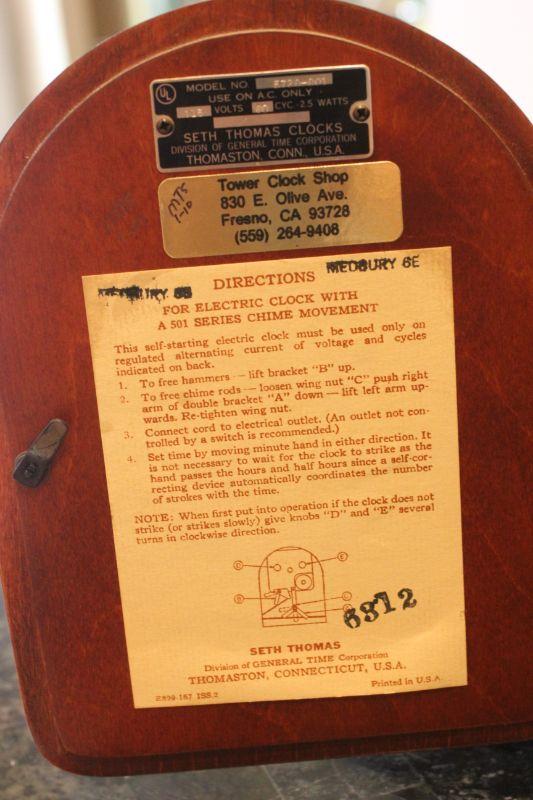 UL MODEL NO.
USE ON A.C. ONLY
VOLTS 60 CYC - 2.5 WATTS
SETH THOMAS CLOCKS
DIVISION OF GENERAL TIME CORPORATION
THOMASTON, CONN., U.S.A.
Tower Clock Shop
830 E. Olive Ave.
Fresno, CA 93728
(559) 264-9408
MEDBURY 6E
DIRECTIONS
FOR ELECTRIC CLOCK WITH
A 501 SERIES CHIME MOVEMENT
This self-starting electric clock must be used only on
regulated alternating current of voltage and cycles
indicated on back.
1. To free hammers — lift bracket "B" up.
2. To free chime rods — loosen wing nut "C" push right
arm of double bracket "A" down — lift left arm up-
wards. Re-tighten wing nut.
3. Connect cord to electrical outlet. (An outlet not con-
trolled by a switch is recommended.)
4. Set time by moving minute hand in either direction. It
is not necessary to wait for the clock to strike as the
hand passes the hours and half hours since a self-cor-
recting device automatically coordinates the number
of strokes with the time.
NOTE: When first put into operation if the clock does not
strike (or strikes slowly) give knobs "D" and "E" several
turns in clockwise direction.
D E
B C
6312
SETH THOMAS
Division of GENERAL TIME Corporation
THOMASTON, CONNECTICUT, U.S.A.
E899-167 ISS.2 Printed in U.S.A.